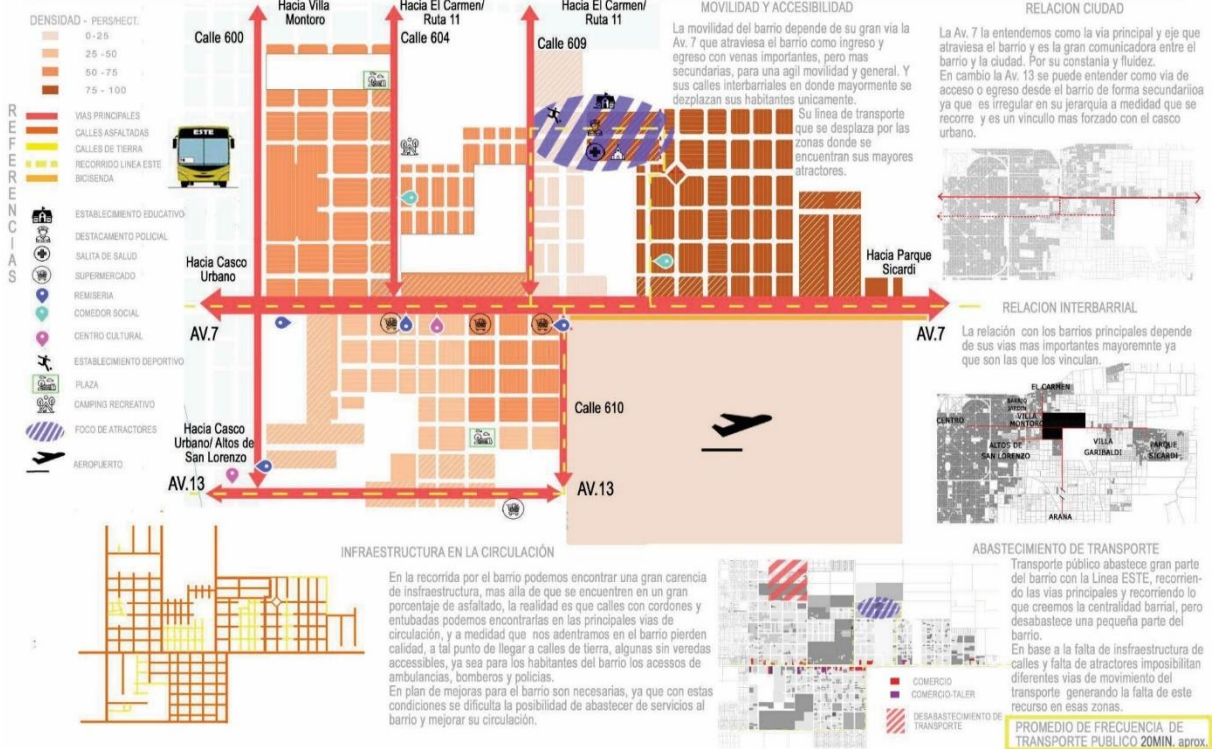 DENSIDAD - PERS/HECT.
0-25
25 - 50
50 - 75
75 - 100
REFERENCIAS
VIAS PRINCIPALES
CALLES ASFALTADAS
CALLES DE TIERRA
RECORRIDO LINEA ESTE
BICISENDA
ESTE
ESTABLECIMIENTO EDUCATIVO
DESTACAMENTO POLICIAL
SALITA DE SALUD
SUPERMERCADO
REMISERIA
COMEDOR SOCIAL
CENTRO CULTURAL
ESTABLECIMIENTO DEPORTIVO
PLAZA
CAMPING RECREATIVO
FOCO DE ATRACTORES
AEROPUERTO
Hacia Villa
Montoro
Calle 600
Hacia El Carmen/
Ruta 11
Calle 604
Hacia El Carmen/
Ruta 11
Calle 609
Hacia Casco
Urbano
AV.7
Hacia Parque
Sicardi
AV.7
Calle 610
Hacia Casco
Urbano/ Altos de
San Lorenzo
AV.13
AV.13
MOVILIDAD Y ACCESIBILIDAD
La movilidad del barrio depende de su gran via la
Av. 7 que atraviesa el barrio como ingreso y
egreso con venas importantes, pero mas
secundarias, para una agil movilidad y general. Y
sus calles interbarriales en donde mayormente se
dezplazan sus habitantes unicamente.
Su linea de transporte
que se desplaza por las
zonas donde se
encuentran sus mayores
atractores.
RELACION CIUDAD
La Av. 7 la entendemos como la via principal y eje que
atraviesa el barrio y es la gran comunicadora entre el
barrio y la ciudad. Por su constania y fluidez.
En cambio la Av. 13 se puede entender como via de
acceso o egreso desde el barrio de forma secundariioa
ya que es irregular en su jerarquia a medidad que se
recorre y es un vincullo mas forzado con el casco
urbano.
RELACION INTERBARRIAL
La relación con los barrios principales depende
de sus vias mas importantes mayoremnte ya
que son las que los vinculan.
EL CARMEN
BARRIO
JARDIN
VILLA
MONTORO
CENTRO
ALTOS DE
SAN LORENZO
VILLA
GARIBALDI
PARQUE
SICARDI
ARANA
INFRAESTRUCTURA EN LA CIRCULACIÓN
En la recorrida por el barrio podemos encontrar una gran carencia
de insfraestructura, mas alla de que se encuentren en un gran
porcentaje de asfaltado, la realidad es que calles con cordones y
entubadas podemos encontrarlas en las principales vias de
circulación, y a medidad que nos adentramos en el barrio pierden
calidad, a tal punto de llegar a calles de tierra, algunas sin veredas
accessibles, ya sea para los habitantes del barrio los acessos de
ambulancias, bomberos y policias.
En plan de mejoras para el barrio son necesarias, ya que con estas
condiciones se dificulta la posibilidad de abastecer de servicios al
barrio y mejorar su circulación.
COMERCIO
COMERCIO-TALER
DESABASTECIMIENTO DE
TRANSPORTE
ABASTECIMIENTO DE TRANSPORTE
Transporte público abastece gran parte
del barrio con la Linea ESTE, recorrien-
do las vias principales y recorriendo lo
que creemos la centralidad barrial, pero
desabastece una pequeña parte del
barrio.
En base a la falta de insfraestructura de
calles y falta de atractores imposibilitan
diferentes vias de movimiento del
transporte generando la falta de este
recurso en esas zonas.
PROMEDIO DE FRECUENCIA DE
TRANSPORTE PUBLICO 20MIN. aprox.